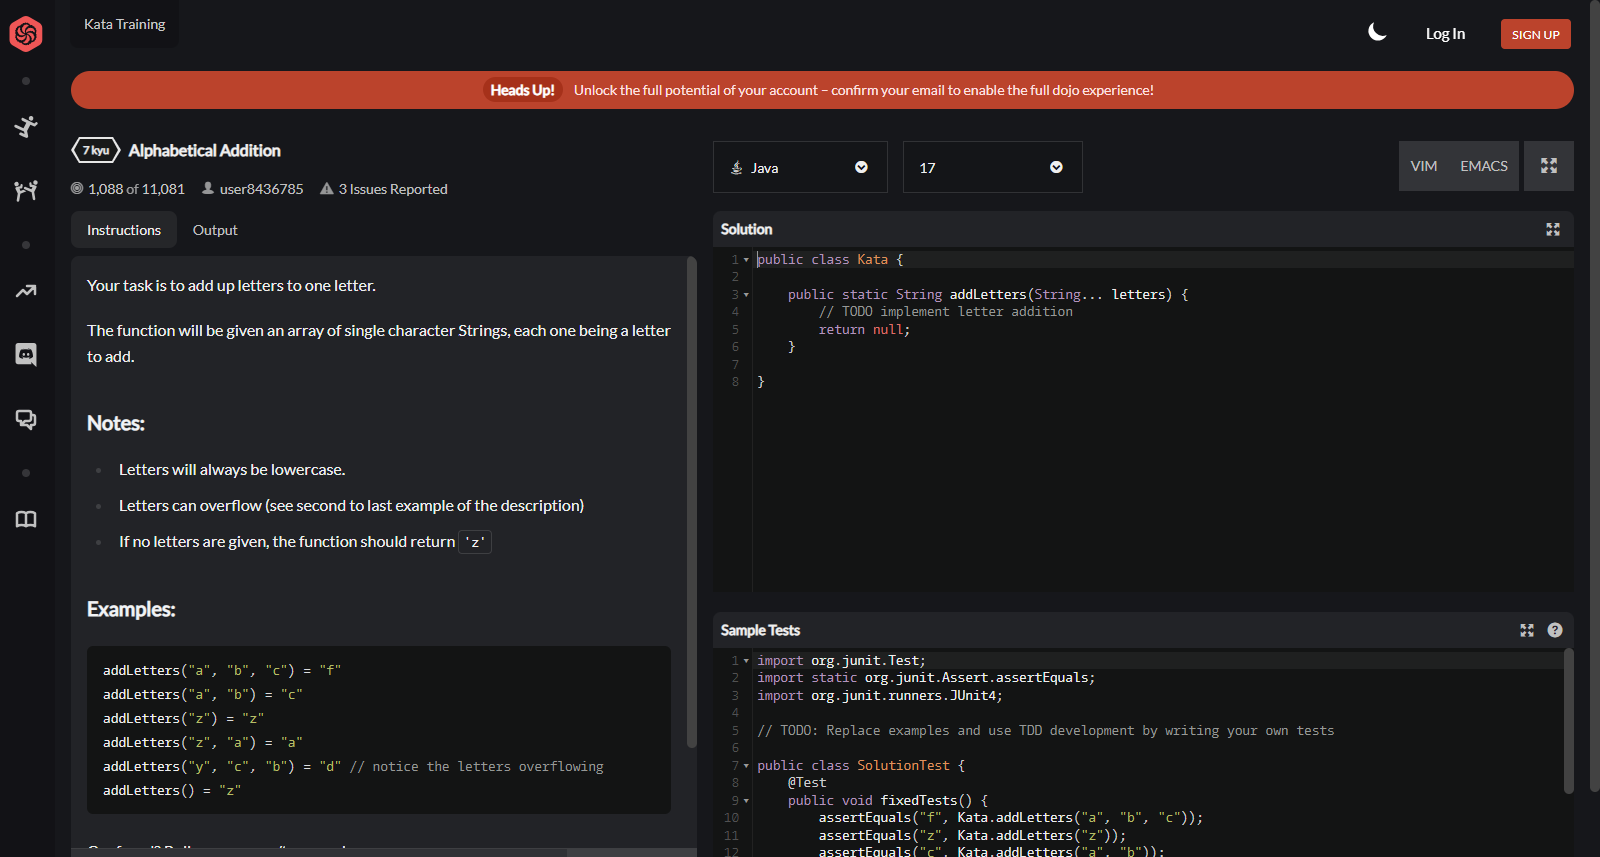 Kata Training
Log In
SIGN UP
Heads Up! Unlock the full potential of your account – confirm your email to enable the full dojo experience!
7 kyu Alphabetical Addition
1,088 of 11,081 user8436785 3 Issues Reported
Instructions Output
Your task is to add up letters to one letter.
The function will be given an array of single character Strings, each one being a letter
to add.
Notes:
Letters will always be lowercase.
Letters can overflow (see second to last example of the description)
If no letters are given, the function should return 'z'
Examples:
addLetters("a", "b", "c") = "f"
addLetters("a", "b") = "c"
addLetters("z") = "z"
addLetters("z", "a") = "a"
addLetters("y", "c", "b") = "d" // notice the letters overflowing
addLetters() = "z"
Java
17
VIM EMACS
Solution
1 public class Kata {
2
3 public static String addLetters(String... letters) {
4 // TODO implement letter addition
5 return null;
6 }
7
8 }
Sample Tests
1 import org.junit.Test;
2 import static org.junit.Assert.assertEquals;
3 import org.junit.runners.JUnit4;
4
5 // TODO: Replace examples and use TDD development by writing your own tests
6
7 public class SolutionTest {
8 @Test
9 public void fixedTests() {
10 assertEquals("f", Kata.addLetters("a", "b", "c"));
11 assertEquals("z", Kata.addLetters("z"));
12 assertEquals("c", Kata.addLetters("a", "b"));